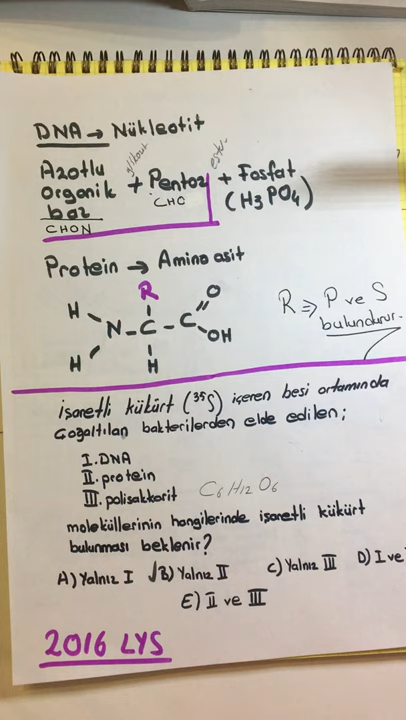 DNA → Nükleotit
Azotlu organik baz + Pentoz + Fosfat (H3PO4)
CHON
CHO
ester
Protein → Amino asit
R
H
N-C-C
O
OH
H
H
R ⇒ P ve S
bulundurur.
işaretli kükürt (³⁵S) içeren besi ortamında
çoğaltılan bakterilerden elde edilen;
I. DNA
II. protein
III. polisakkarit
C6H12O6
moleküllerinin hangilerinde işaretli kükürt
bulunması beklenir?
A) Yalnız I √B) Yalnız II C) Yalnız III D) I ve
E) II ve III
2016 LYS